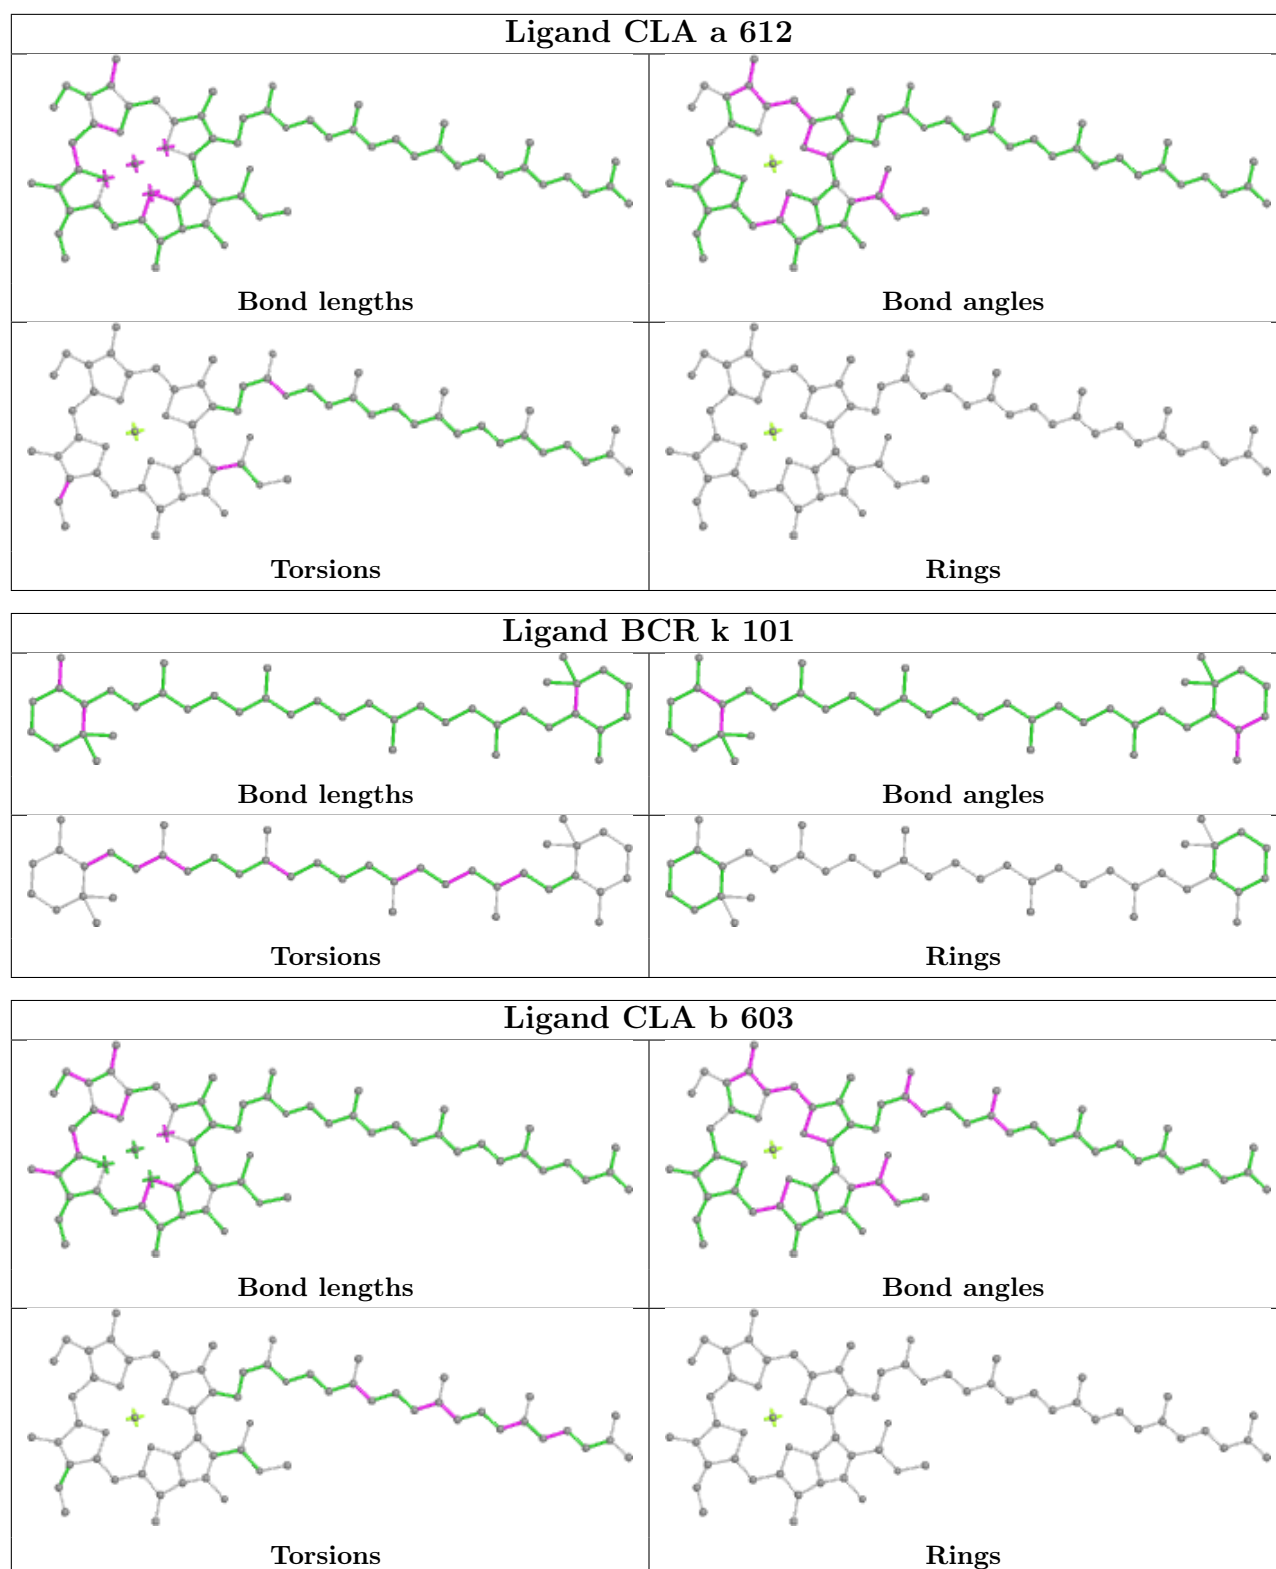 Ligand CLA a 612
Bond lengths
Bond angles
Torsions
Rings
Ligand BCR k 101
Bond lengths
Bond angles
Torsions
Rings
Ligand CLA b 603
Bond lengths
Bond angles
Torsions
Rings